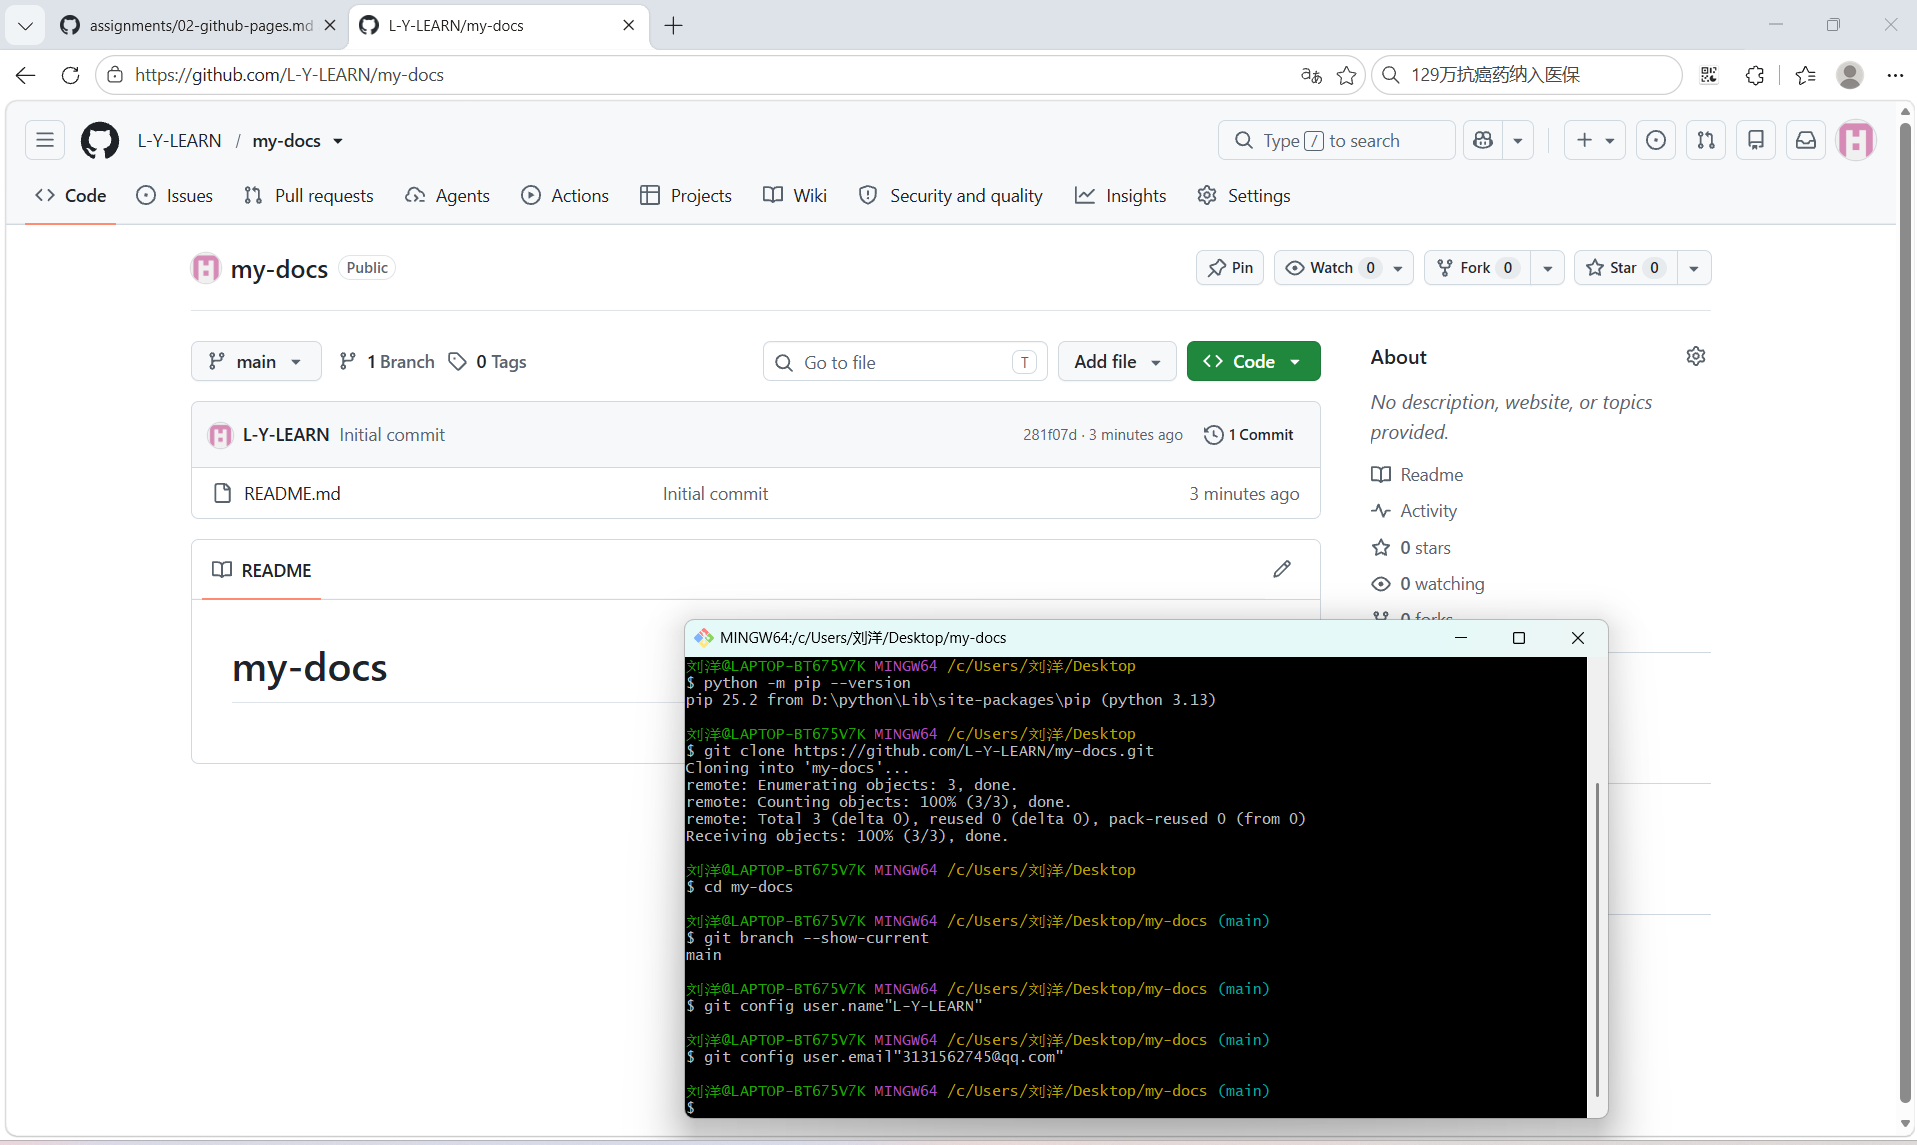 assignments/02-github-pages.md
L-Y-LEARN/my-docs
https://github.com/L-Y-LEARN/my-docs
129万抗癌药纳入医保
L-Y-LEARN / my-docs
Type / to search
Code
Issues
Pull requests
Agents
Actions
Projects
Wiki
Security and quality
Insights
Settings
my-docs Public
Pin
Watch 0
Fork 0
Star 0
main
1 Branch
0 Tags
Go to file T
Add file
Code
L-Y-LEARN Initial commit
281f07d · 3 minutes ago
1 Commit
README.md Initial commit 3 minutes ago
README
my-docs
About
No description, website, or topics
provided.
Readme
Activity
0 stars
0 watching
0 forks
MINGW64:/c/Users/刘洋/Desktop/my-docs
刘洋@LAPTOP-BT675V7K MINGW64 /c/Users/刘洋/Desktop
$ python -m pip --version
pip 25.2 from D:\python\Lib\site-packages\pip (python 3.13)
刘洋@LAPTOP-BT675V7K MINGW64 /c/Users/刘洋/Desktop
$ git clone https://github.com/L-Y-LEARN/my-docs.git
Cloning into 'my-docs'...
remote: Enumerating objects: 3, done.
remote: Counting objects: 100% (3/3), done.
remote: Total 3 (delta 0), reused 0 (delta 0), pack-reused 0 (from 0)
Receiving objects: 100% (3/3), done.
刘洋@LAPTOP-BT675V7K MINGW64 /c/Users/刘洋/Desktop
$ cd my-docs
刘洋@LAPTOP-BT675V7K MINGW64 /c/Users/刘洋/Desktop/my-docs (main)
$ git branch --show-current
main
刘洋@LAPTOP-BT675V7K MINGW64 /c/Users/刘洋/Desktop/my-docs (main)
$ git config user.name"L-Y-LEARN"
刘洋@LAPTOP-BT675V7K MINGW64 /c/Users/刘洋/Desktop/my-docs (main)
$ git config user.email"3131562745@qq.com"
刘洋@LAPTOP-BT675V7K MINGW64 /c/Users/刘洋/Desktop/my-docs (main)
$